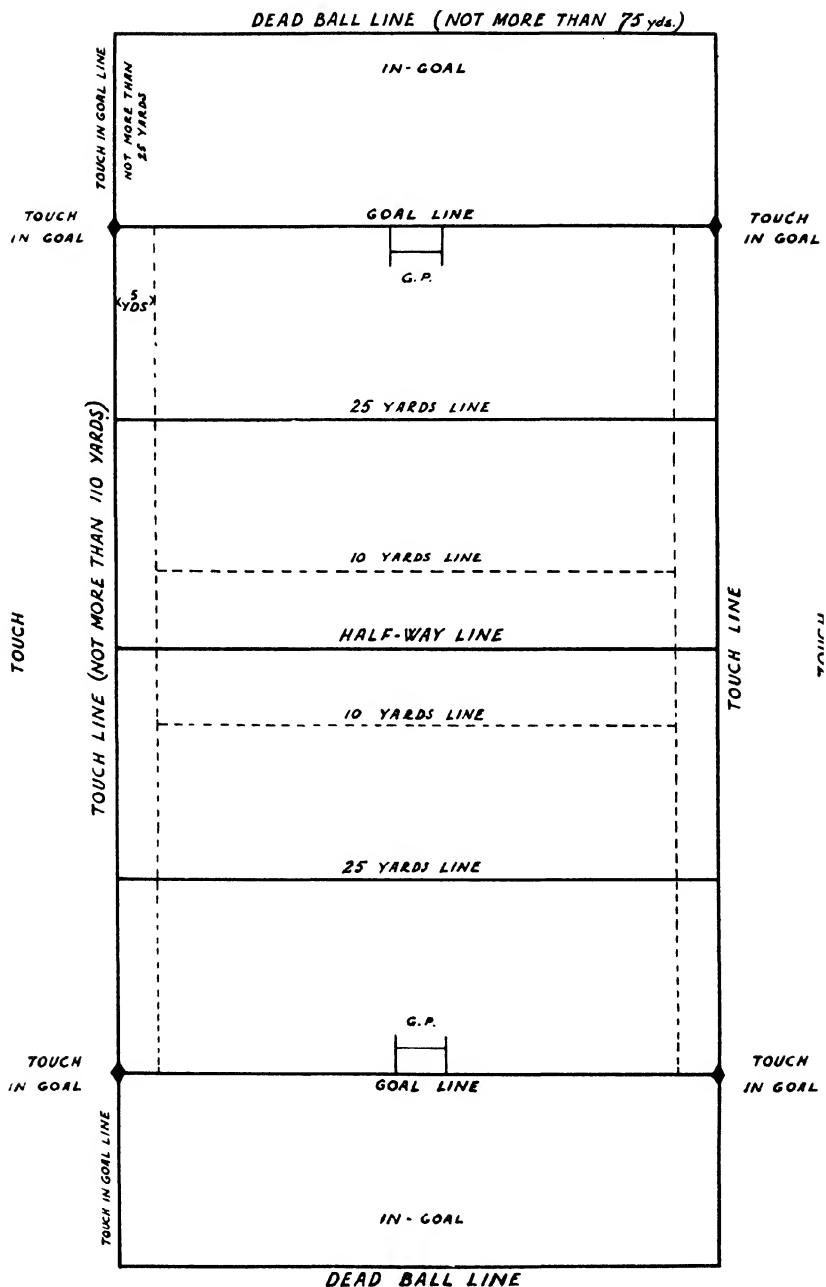 DEAD BALL LINE (NOT MORE THAN 75 yds.)
IN-GOAL
TOUCH IN GOAL LINE
NOT MORE THAN
25 YARDS
TOUCH
IN GOAL
GOAL LINE
TOUCH
IN GOAL
G.P.
5
YDS
25 YARDS LINE
TOUCH LINE (NOT MORE THAN 110 YARDS)
10 YARDS LINE
TOUCH
HALF-WAY LINE
TOUCH LINE
TOUCH
10 YARDS LINE
25 YARDS LINE
G.P.
TOUCH
IN GOAL
GOAL LINE
TOUCH
IN GOAL
TOUCH IN GOAL LINE
IN-GOAL
DEAD BALL LINE